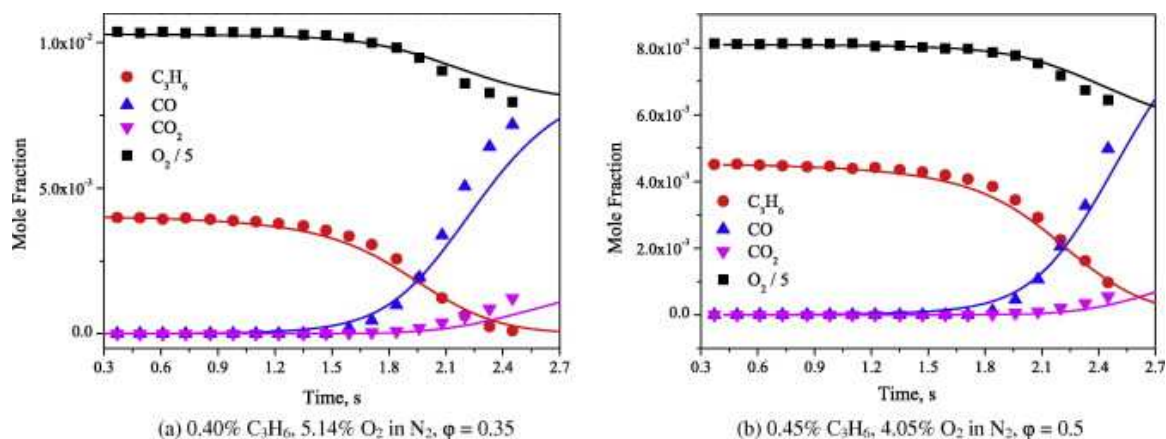 1.0x10⁻²
5.0x10⁻³
0.0
Mole Fraction
C₃H₆
CO
CO₂
O₂ / 5
0.3 0.6 0.9 1.2 1.5 1.8 2.1 2.4 2.7
Time, s
(a) 0.40% C₃H₆, 5.14% O₂ in N₂, φ = 0.35
8.0x10⁻³
6.0x10⁻³
4.0x10⁻³
2.0x10⁻³
0.0
Mole Fraction
C₃H₆
CO
CO₂
O₂ / 5
0.3 0.6 0.9 1.2 1.5 1.8 2.1 2.4 2.7
Time, s
(b) 0.45% C₃H₆, 4.05% O₂ in N₂, φ = 0.5